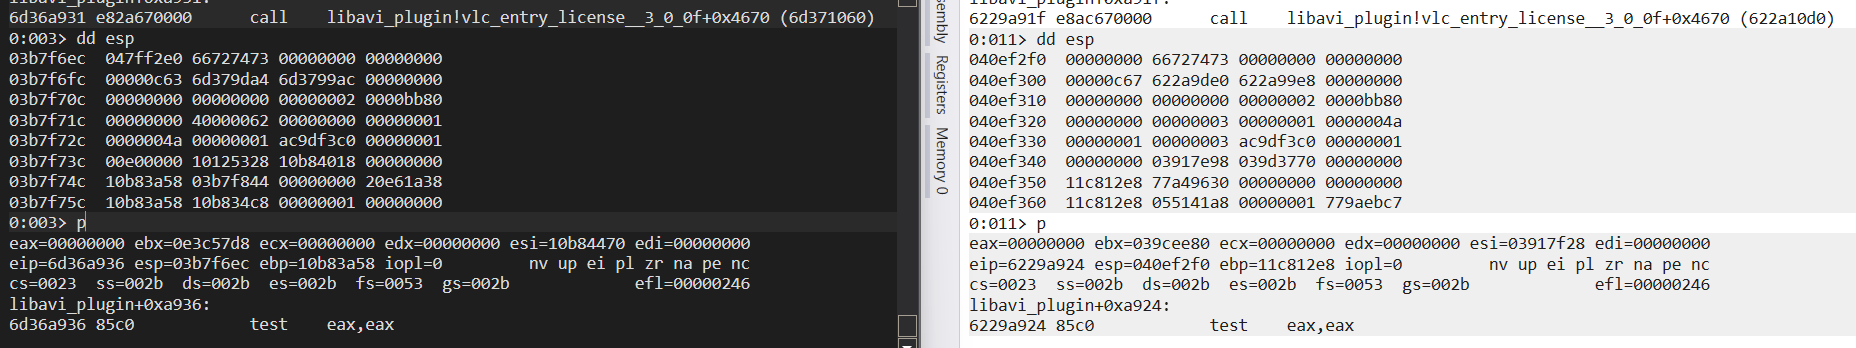 6d36a931 e82a670000      call    libavi_plugin!vlc_entry_license__3_0_0f+0x4670 (6d371060)
0:003> dd esp
03b7f6ec  047ff2e0 66727473 00000000 00000000
03b7f6fc  00000c63 6d379da4 6d3799ac 00000000
03b7f70c  00000000 00000000 00000002 0000bb80
03b7f71c  00000000 40000062 00000000 00000001
03b7f72c  0000004a 00000001 ac9df3c0 00000001
03b7f73c  00e00000 10125328 10b84018 00000000
03b7f74c  10b83a58 03b7f844 00000000 20e61a38
03b7f75c  10b83a58 10b834c8 00000001 00000000
0:003> p
eax=00000000 ebx=0e3c57d8 ecx=00000000 edx=00000000 esi=10b84470 edi=00000000
eip=6d36a936 esp=03b7f6ec ebp=10b83a58 iopl=0         nv up ei pl zr na pe nc
cs=0023  ss=002b  ds=002b  es=002b  fs=0053  gs=002b             efl=00000246
libavi_plugin+0xa936:
6d36a936 85c0            test    eax,eax
Registers
Memory 0
6229a91f e8ac670000      call    libavi_plugin!vlc_entry_license__3_0_0f+0x4670 (622a10d0)
0:011> dd esp
040ef2f0  00000000 66727473 00000000 00000000
040ef300  00000c67 622a9de0 622a99e8 00000000
040ef310  00000000 00000000 00000002 0000bb80
040ef320  00000000 00000003 00000001 0000004a
040ef330  00000001 00000003 ac9df3c0 00000001
040ef340  00000000 03917e98 039d3770 00000000
040ef350  11c812e8 77a49630 00000000 00000000
040ef360  11c812e8 055141a8 00000001 779aebc7
0:011> p
eax=00000000 ebx=039cee80 ecx=00000000 edx=00000000 esi=03917f28 edi=00000000
eip=6229a924 esp=040ef2f0 ebp=11c812e8 iopl=0         nv up ei pl zr na pe nc
cs=0023  ss=002b  ds=002b  es=002b  fs=0053  gs=002b             efl=00000246
libavi_plugin+0xa924:
6229a924 85c0            test    eax,eax